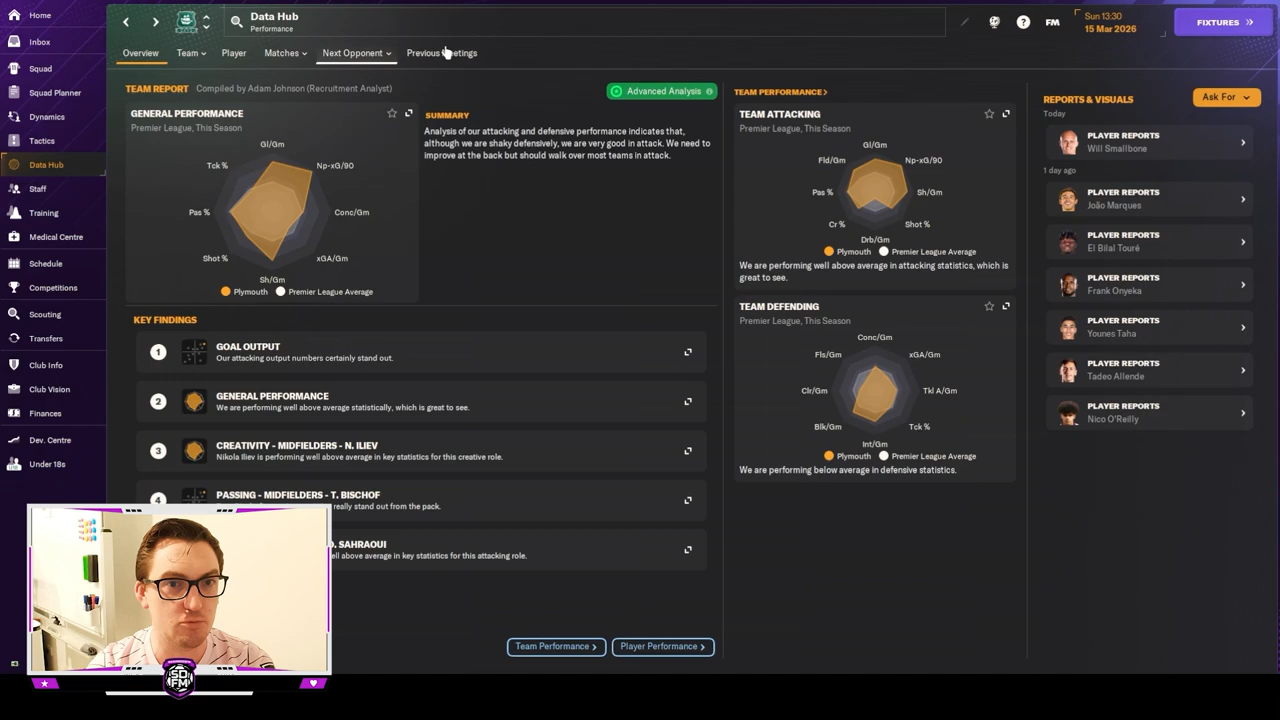 Home
Inbox
Squad
Squad Planner
Dynamics
Tactics
Data Hub
Staff
Training
Medical Centre
Schedule
Competitions
Scouting
Transfers
Club Info
Club Vision
Finances
Dev. Centre
Under 18s
Data Hub
Performance
FM
Sun 13:30
15 Mar 2026
FIXTURES
Overview
Team
Player
Matches
Next Opponent
Previous Meetings
TEAM REPORT Compiled by Adam Johnson (Recruitment Analyst)
Advanced Analysis
GENERAL PERFORMANCE
Premier League, This Season
Gl/Gm
Np-xG/90
Conc/Gm
xGA/Gm
Sh/Gm
Shot %
Pas %
Tck %
Plymouth Premier League Average
SUMMARY
Analysis of our attacking and defensive performance indicates that,
although we are shaky defensively, we are very good in attack. We need to
improve at the back but should walk over most teams in attack.
KEY FINDINGS
1
GOAL OUTPUT
Our attacking output numbers certainly stand out.
2
GENERAL PERFORMANCE
We are performing well above average statistically, which is great to see.
3
CREATIVITY - MIDFIELDERS - N. ILIEV
Nikola Iliev is performing well above average in key statistics for this creative role.
4
PASSING - MIDFIELDERS - T. BISCHOF
really stand out from the pack.
SAHRAOUI
above average in key statistics for this attacking role.
Team Performance
Player Performance
TEAM PERFORMANCE
TEAM ATTACKING
Premier League, This Season
Gl/Gm
Np-xG/90
Sh/Gm
Shot %
Drb/Gm
Cr %
Pas %
Fld/Gm
Plymouth Premier League Average
We are performing well above average in attacking statistics, which is
great to see.
TEAM DEFENDING
Premier League, This Season
Conc/Gm
xGA/Gm
Tkl A/Gm
Tck %
Int/Gm
Blk/Gm
Clr/Gm
Fls/Gm
Plymouth Premier League Average
We are performing below average in defensive statistics.
REPORTS & VISUALS
Ask For
Today
PLAYER REPORTS
Will Smallbone
1 day ago
PLAYER REPORTS
João Marques
PLAYER REPORTS
El Bilal Touré
PLAYER REPORTS
Frank Onyeka
PLAYER REPORTS
Younes Taha
PLAYER REPORTS
Tadeo Allende
PLAYER REPORTS
Nico O'Reilly
SD
FM